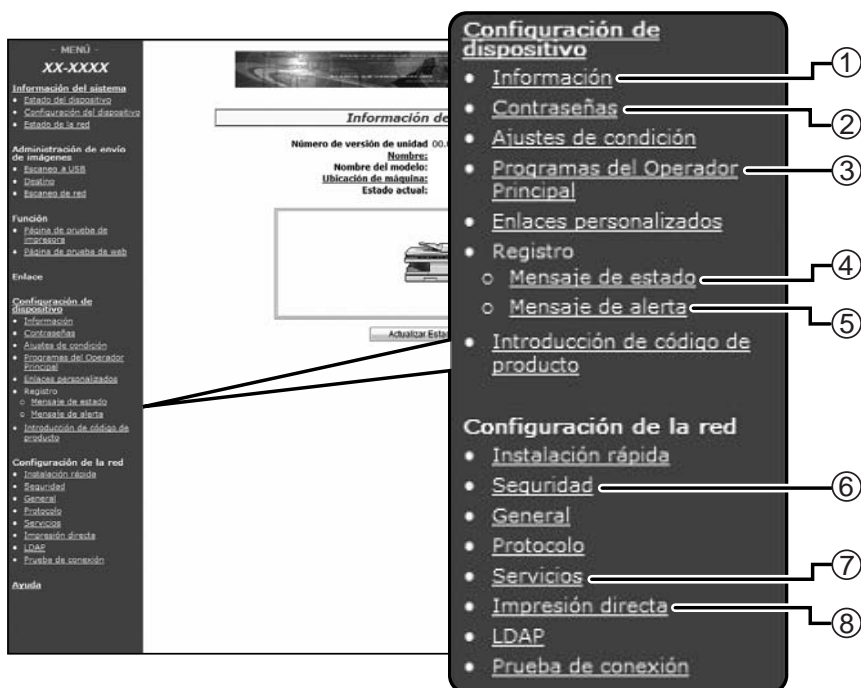 - MENÚ -
XX-XXXX
Información del sistema
• Estado del dispositivo
• Configuración del dispositivo
• Estado de la red
Administración de envío
de imágenes
• Escaneo a USB
• Destino
• Escaneo de red
Función
• Página de prueba de
impresora
• Página de prueba de web
Enlace
Configuración de
dispositivo
• Información
• Contraseñas
• Ajustes de condición
• Programas del Operador
Principal
• Enlaces personalizados
• Registro
o Mensaje de estado
o Mensaje de alerta
• Introducción de código de
producto
Configuración de la red
• Instalación rápida
• Seguridad
• General
• Protocolo
• Servicios
• Impresión directa
• LDAP
• Prueba de conexión
Ayuda
Información de
Número de versión de unidad 00.
Nombre:
Nombre del modelo:
Ubicación de máquina:
Estado actual:
Actualizar Esta
Configuración de
dispositivo
• Información ①
• Contraseñas ②
• Ajustes de condición
• Programas del Operador ③
Principal
• Enlaces personalizados
• Registro
o Mensaje de estado ④
o Mensaje de alerta ⑤
• Introducción de código de
producto
Configuración de la red
• Instalación rápida
• Seguridad ⑥
• General
• Protocolo
• Servicios ⑦
• Impresión directa ⑧
• LDAP
• Prueba de conexión